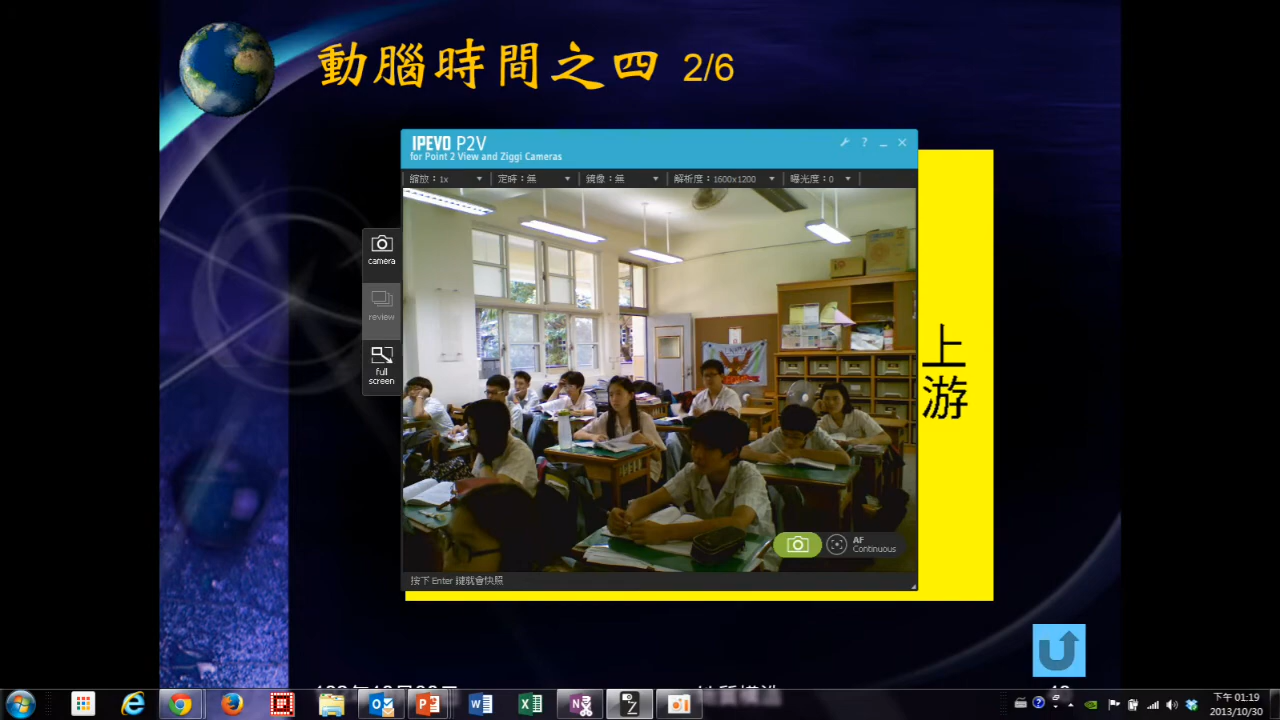 動腦時間之四 2/6
IPEVO P2V
for Point 2 View and Ziggi Cameras
縮放：1x 定時：無 鏡像：無 解析度：1600x1200 曝光度：0
camera
review
full
screen
上
游
AF
Continuous
按下 Enter 鍵就會快照
下午 01:19
2013/10/30